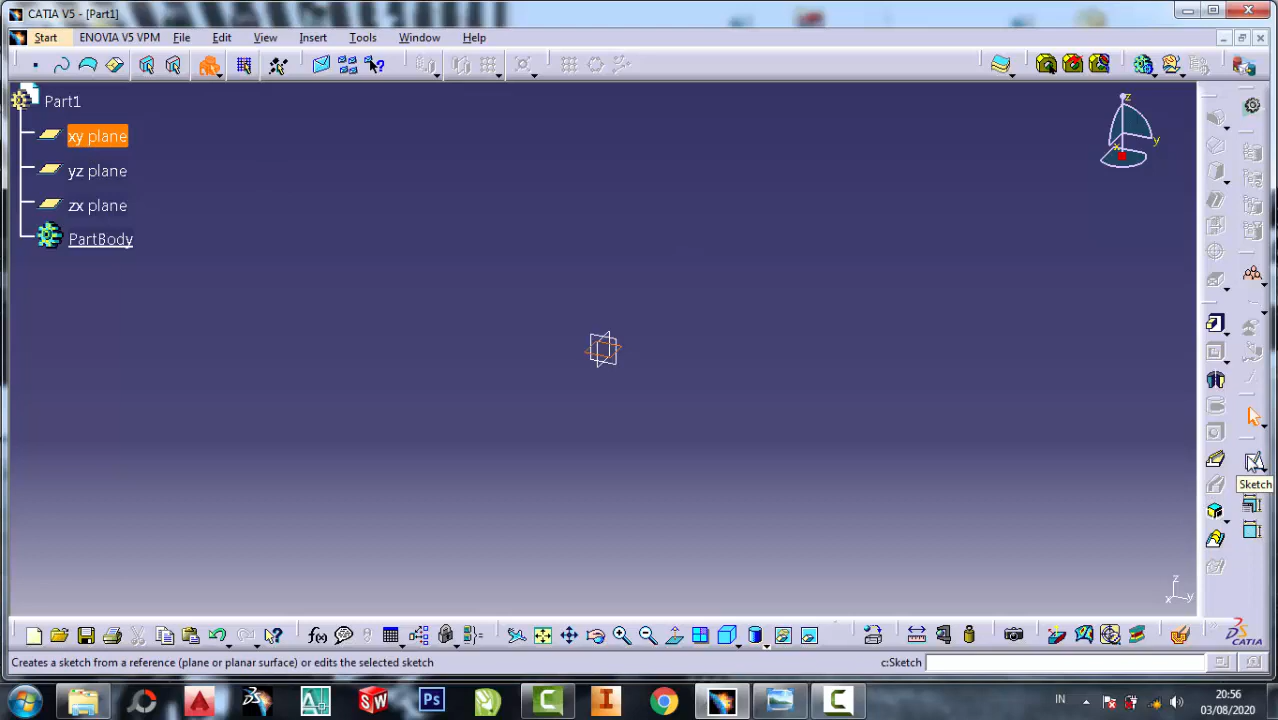 CATIA V5 - [Part1]
Start ENOVIA V5 VPM File Edit View Insert Tools Window Help
Part1
xy plane
yz plane
zx plane
PartBody
z
y
x
Sketch
z
x y
f(x)
CATIA
Creates a sketch from a reference (plane or planar surface) or edits the selected sketch
c:Sketch
Ps
IN
20:56
03/08/2020